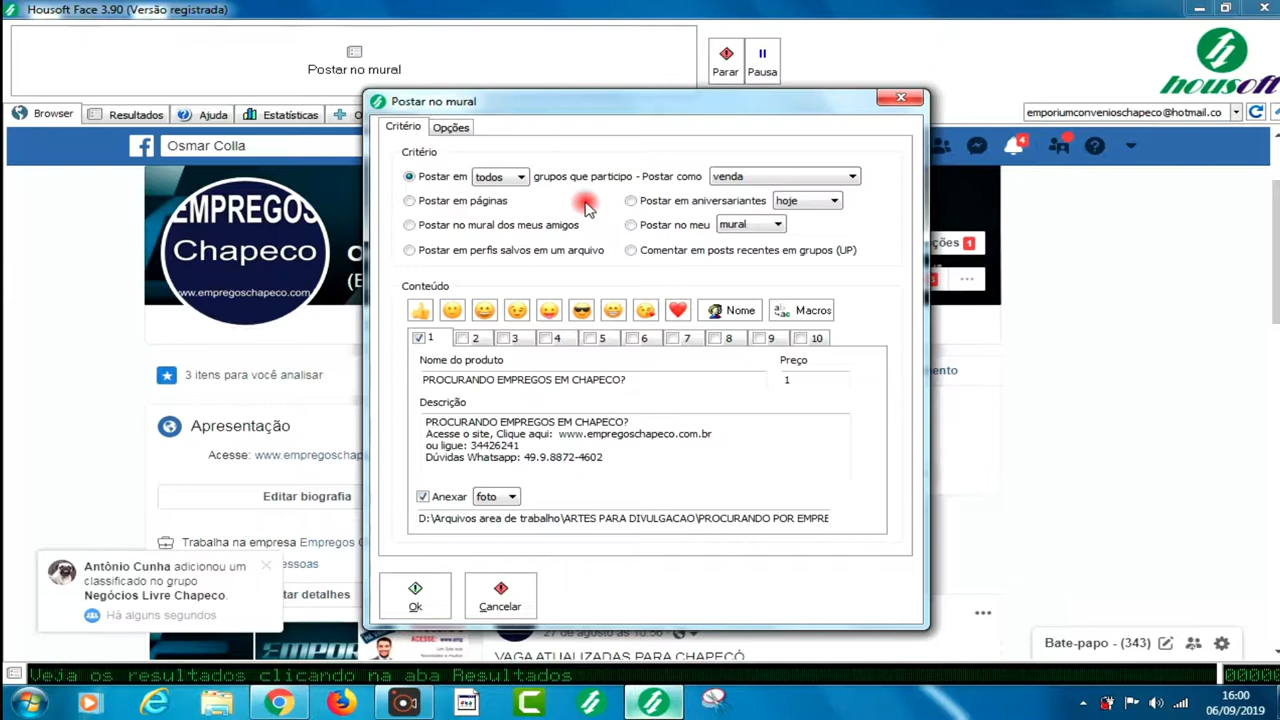 Housoft Face 3.90 (Versão registrada)
Postar no mural
Parar
Pausa
housoft
Browser
Resultados
Ajuda
Estatísticas
emporiumconvenioschapeco@hotmail.co
Osmar Colla
4
EMPREGOS
Chapeco
www.empregoschapeco.com
ções 1
3 itens para você analisar
Apresentação
Acesse: www.empregoschap
Editar biografia
Trabalha na empresa Empregos
Antônio Cunha adicionou um
classificado no grupo
Negócios Livre Chapeco.
Há alguns segundos
27 de agosto às 10:56
VAGA ATUALIZADAS PARA CHAPECÓ
Bate-papo - (343)
Postar no mural
Critério
Opções
Critério
Postar em todos grupos que participo - Postar como venda
Postar em páginas
Postar em aniversariantes hoje
Postar no mural dos meus amigos
Postar no meu mural
Postar em perfis salvos em um arquivo
Comentar em posts recentes em grupos (UP)
Conteúdo
Nome
Macros
1 2 3 4 5 6 7 8 9 10
Nome do produto
Preço
PROCURANDO EMPREGOS EM CHAPECO?
1
Descrição
PROCURANDO EMPREGOS EM CHAPECO?
Acesse o site, Clique aqui: www.empregoschapeco.com.br
ou ligue: 34426241
Dúvidas Whatsapp: 49.9.8872-4602
Anexar foto
D:\Arquivos area de trabalho\ARTES PARA DIVULGACAO\PROCURANDO POR EMPRE
Ok
Cancelar
Veja os resultados clicando na aba Resultados
16:00
06/09/2019